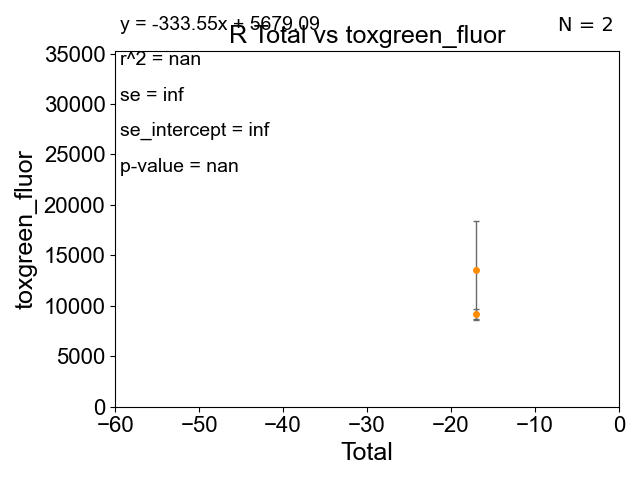 y = -333.55x + 5679.09
R Total vs toxgreen_fluor
N = 2
r^2 = nan
se = inf
se_intercept = inf
p-value = nan
35000
30000
25000
20000
15000
10000
5000
0
toxgreen_fluor
−60
−50
−40
−30
−20
−10
0
Total